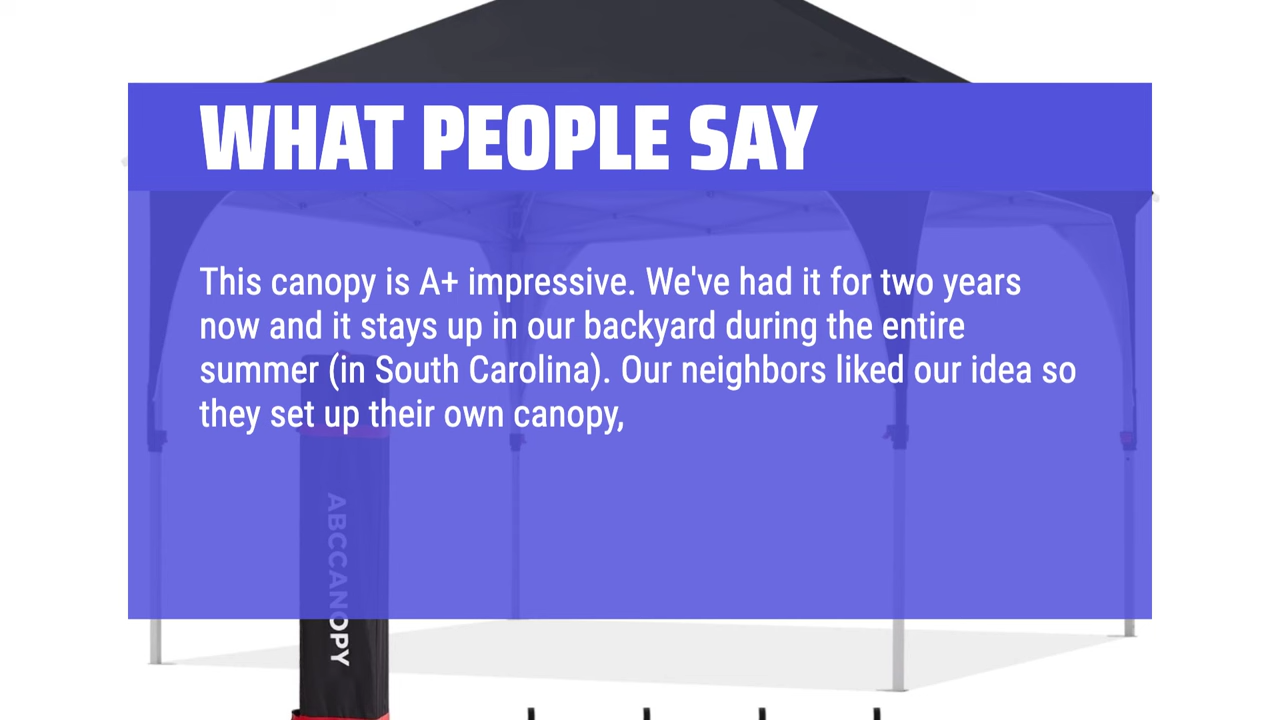 WHAT PEOPLE SAY
This canopy is A+ impressive. We've had it for two years
now and it stays up in our backyard during the entire
summer (in South Carolina). Our neighbors liked our idea so
they set up their own canopy,
ABCCANOPY